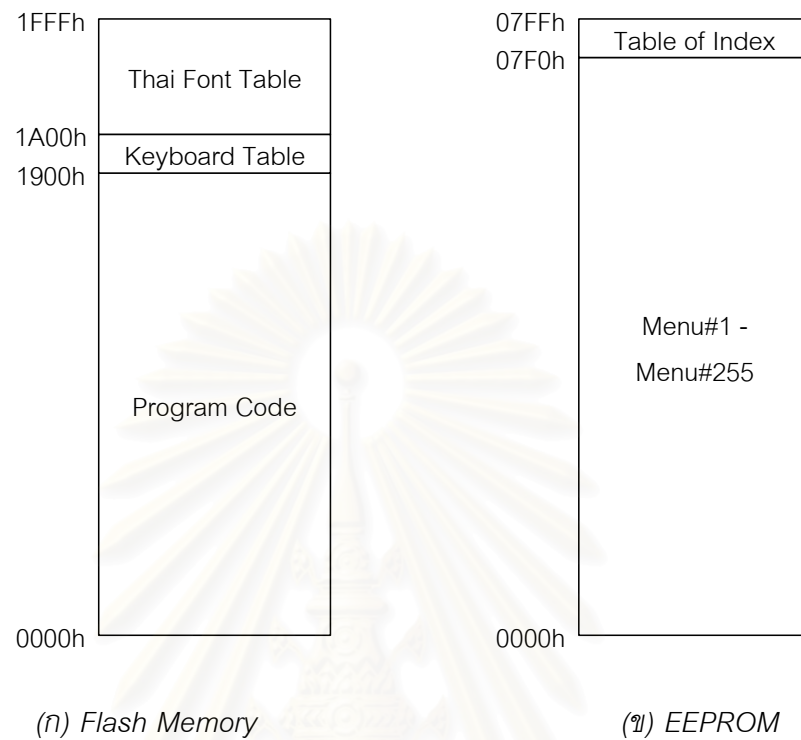 1FFFh
Thai Font Table
1A00h
Keyboard Table
1900h
Program Code
0000h
(ก) Flash Memory
07FFh
Table of Index
07F0h
Menu#1 -
Menu#255
0000h
(ข) EEPROM